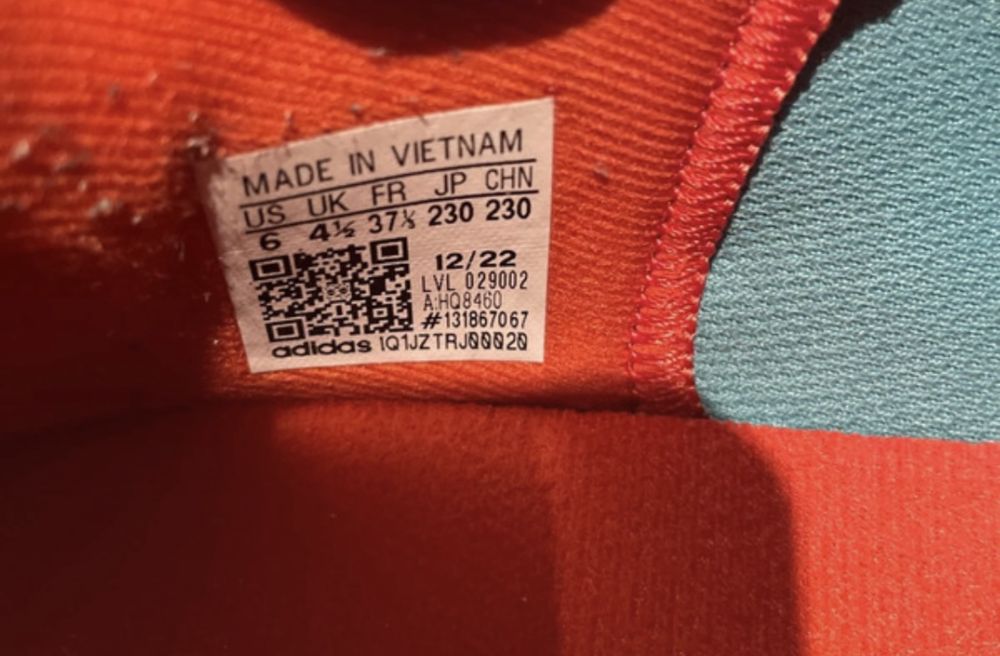 MADE IN VIETNAM
US UK FR JP CHN
6 4½ 37⅓ 230 230
12/22
LVL 029002
A:HQ8460
#131867067
adidas 1Q1JZTRJ00020